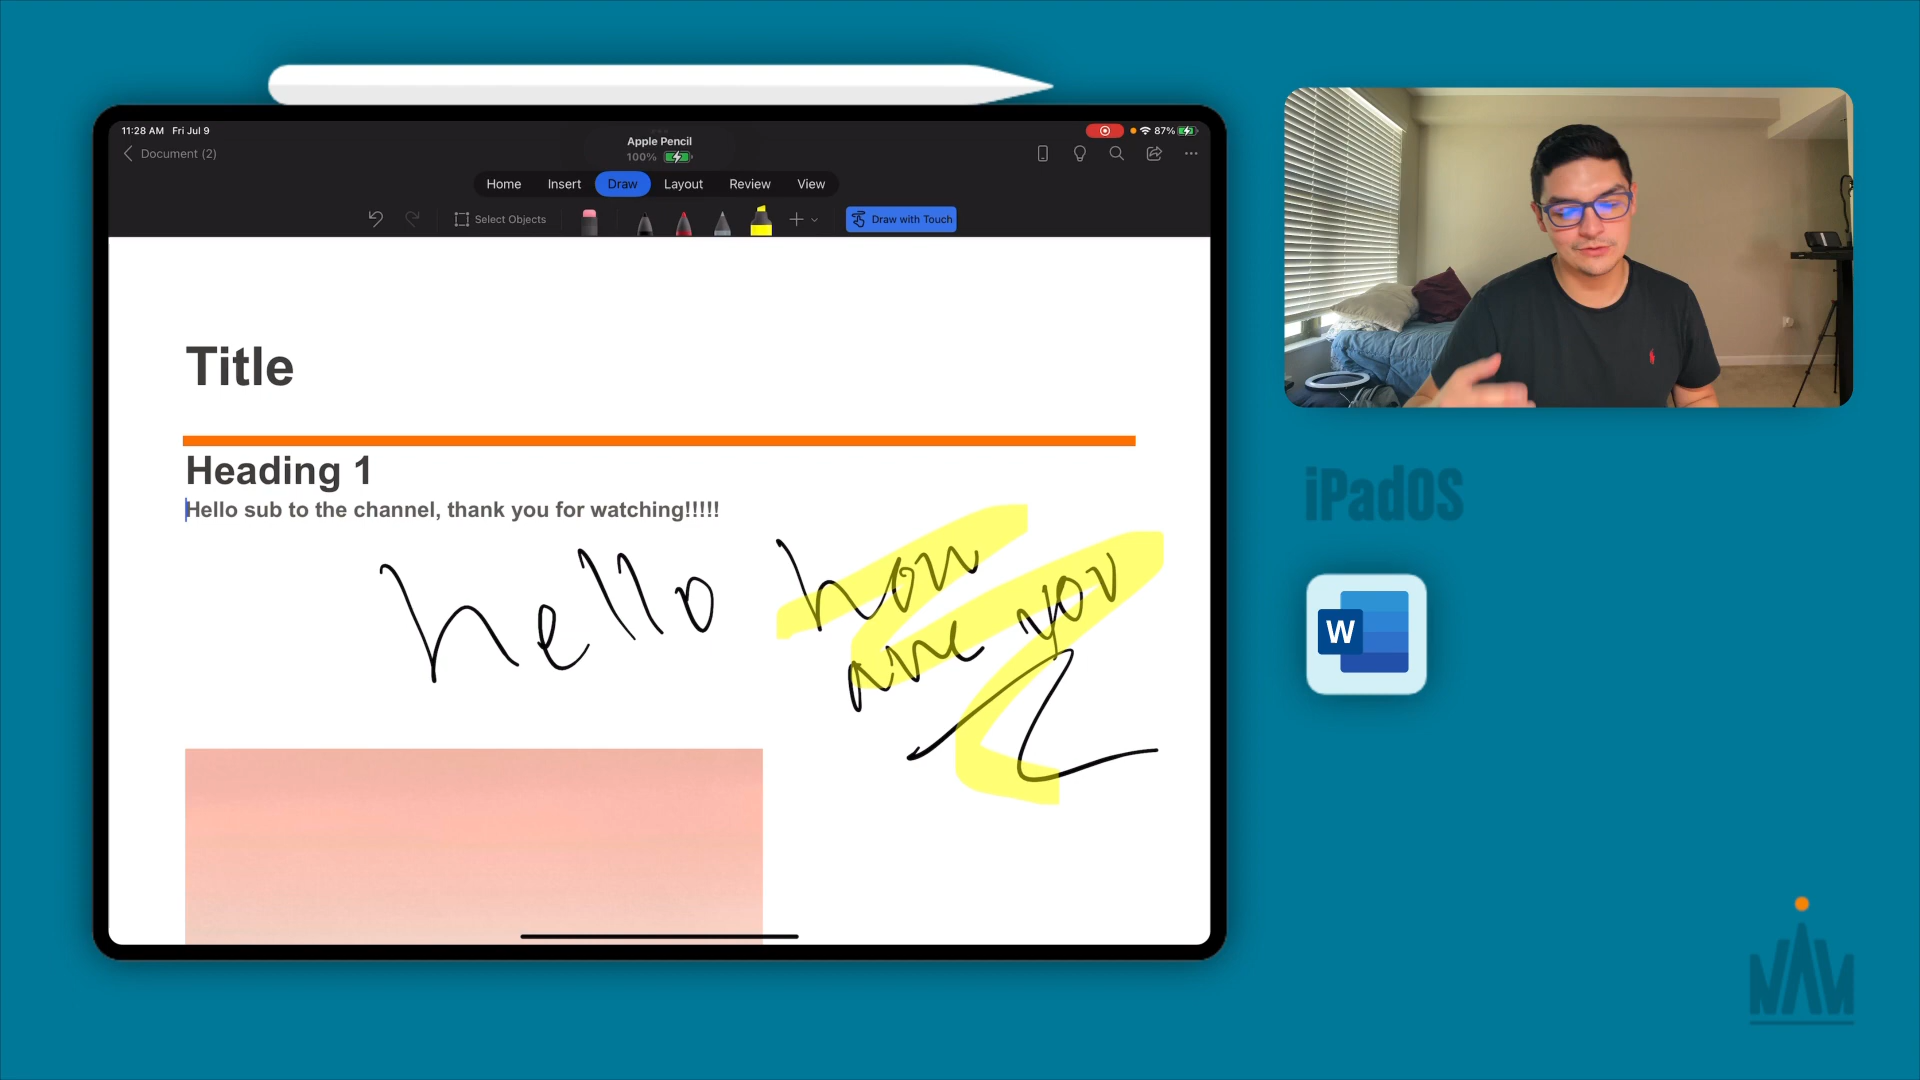 11:28 AM Fri Jul 9
Apple Pencil
87%
Document (2)
100%
Home Insert Draw Layout Review View
Select Objects
Draw with Touch
Title
Heading 1
Hello sub to the channel, thank you for watching!!!!!
hello how
are you
iPadOS
W